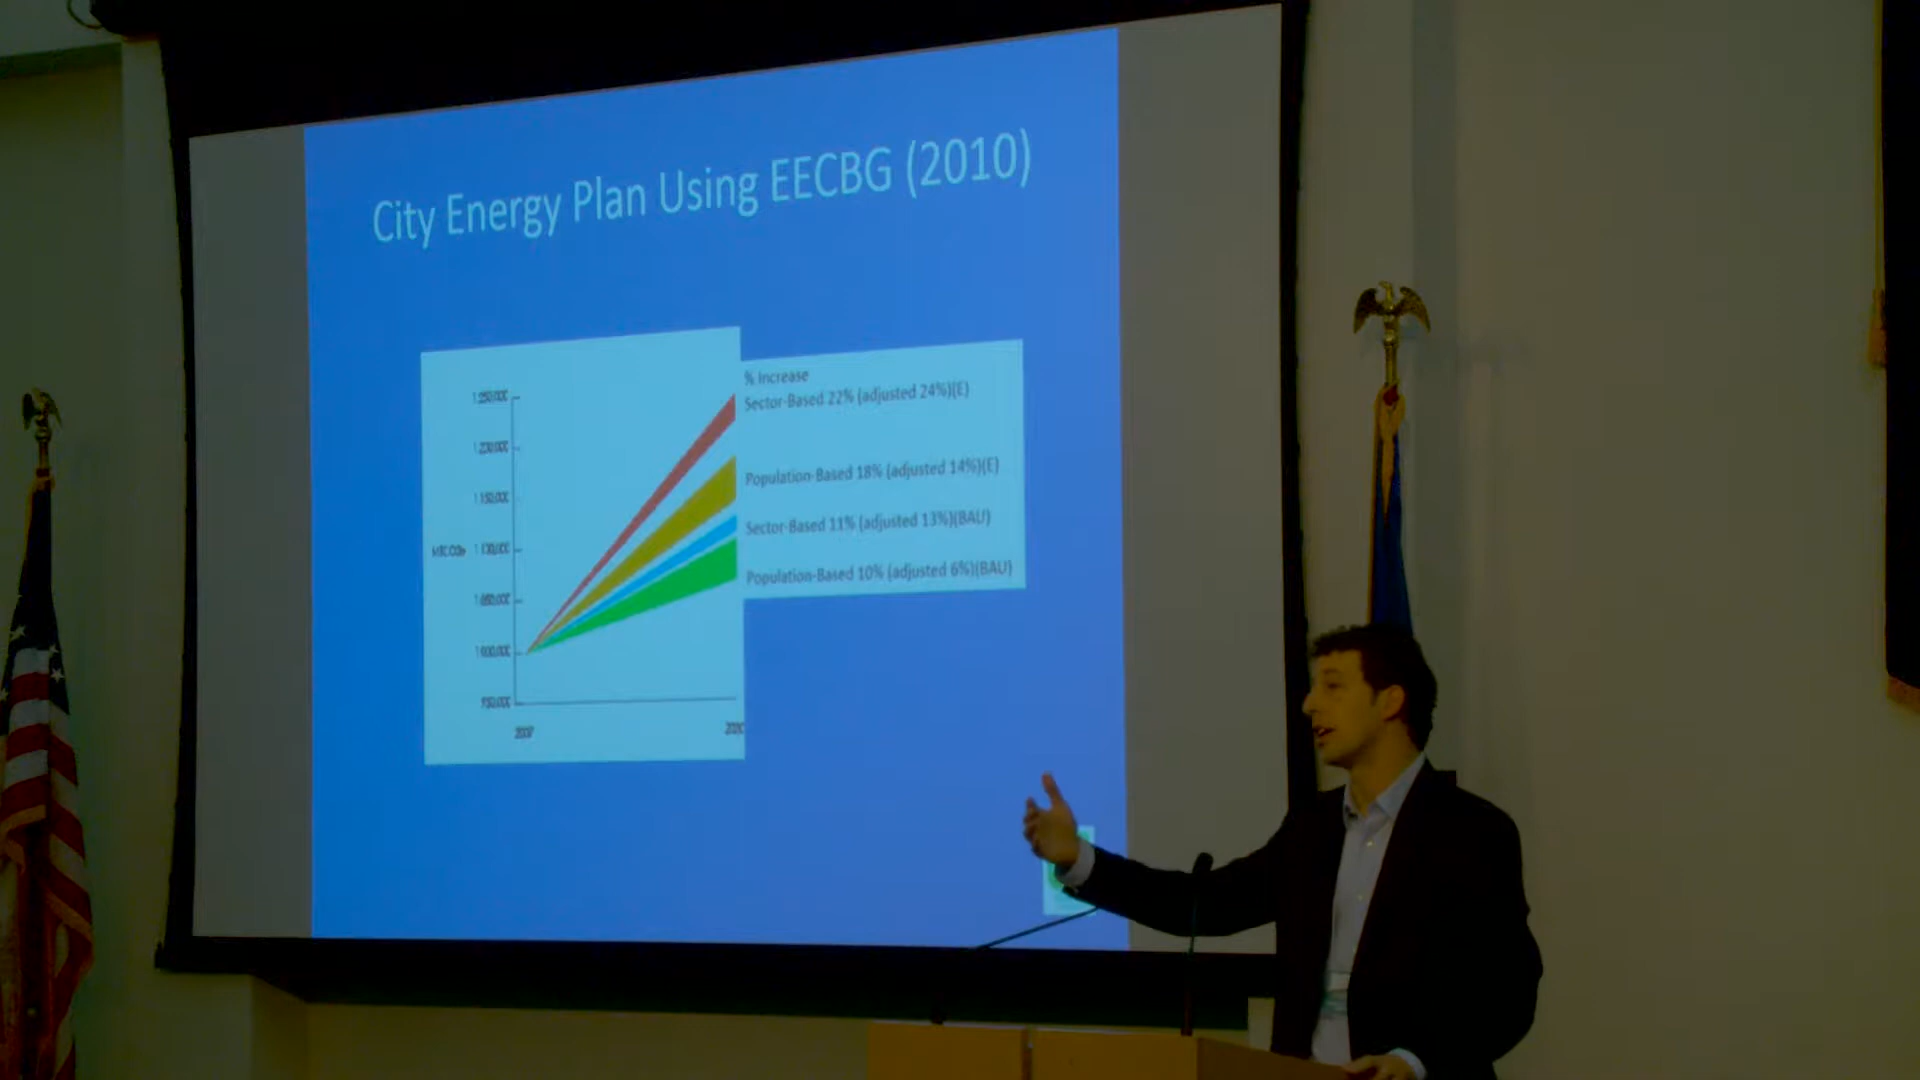 City Energy Plan Using EECBG (2010)
% Increase
Sector-Based 22% (adjusted 24%)(E)
Population-Based 18% (adjusted 14%)(E)
Sector-Based 11% (adjusted 13%)(BAU)
Population-Based 10% (adjusted 6%)(BAU)
2007